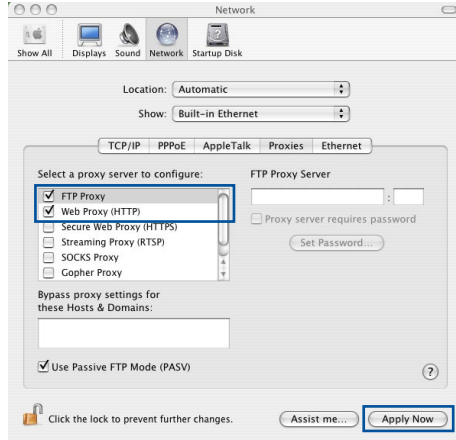 Network
Show All Displays Sound Network Startup Disk
Location: Automatic
Show: Built-in Ethernet
TCP/IP PPPoE AppleTalk Proxies Ethernet
Select a proxy server to configure:
FTP Proxy Server
FTP Proxy
:
Web Proxy (HTTP)
Proxy server requires password
Secure Web Proxy (HTTPS)
Streaming Proxy (RTSP)
Set Password...
SOCKS Proxy
Gopher Proxy
Bypass proxy settings for
these Hosts & Domains:
Use Passive FTP Mode (PASV)
?
Click the lock to prevent further changes.
Assist me... Apply Now